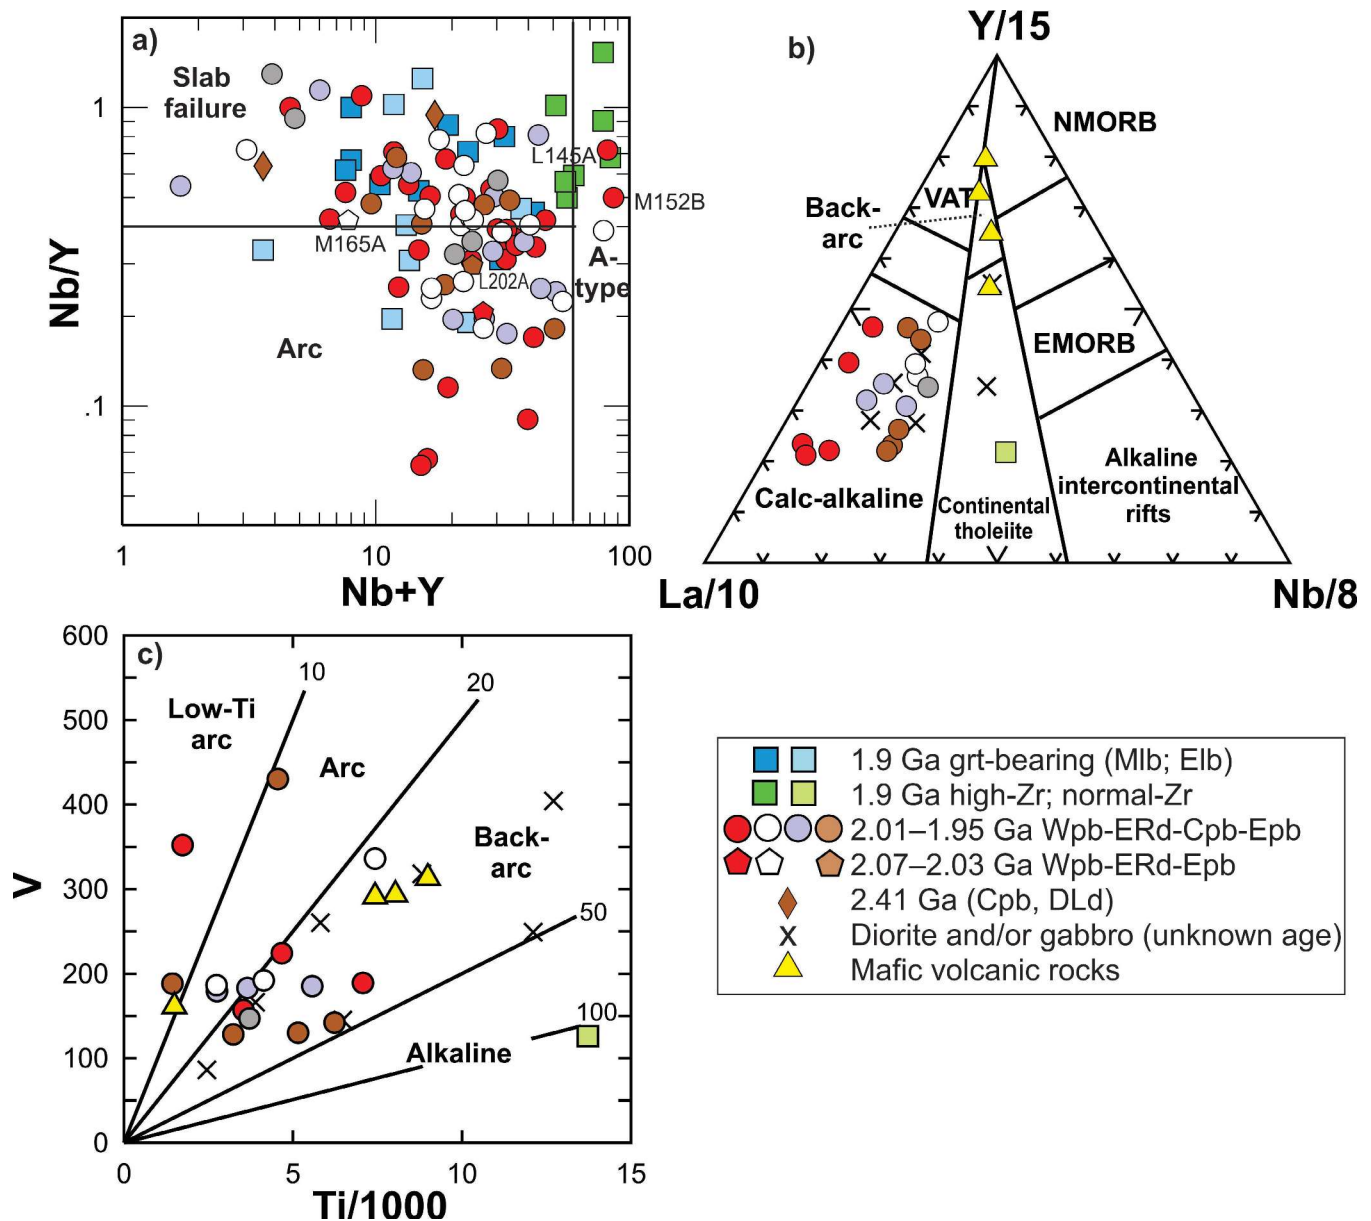 a)
Slab
failure
1
L145A
M152B
M165A
L202A
A-
type
Arc
.1
Nb/Y
1
10
100
Nb+Y
b)
Y/15
NMORB
VAT
Back-
arc
EMORB
Calc-alkaline
Continental
tholeiite
Alkaline
intercontinental
rifts
La/10
Nb/8
c)
600
500
400
300
200
100
0
V
Low-Ti
arc
10
Arc
20
Back-
arc
50
100
Alkaline
0
5
10
15
Ti/1000
1.9 Ga grt-bearing (Mlb; Elb)
1.9 Ga high-Zr; normal-Zr
2.01–1.95 Ga Wpb-ERd-Cpb-Epb
2.07–2.03 Ga Wpb-ERd-Epb
2.41 Ga (Cpb, DLd)
Diorite and/or gabbro (unknown age)
Mafic volcanic rocks